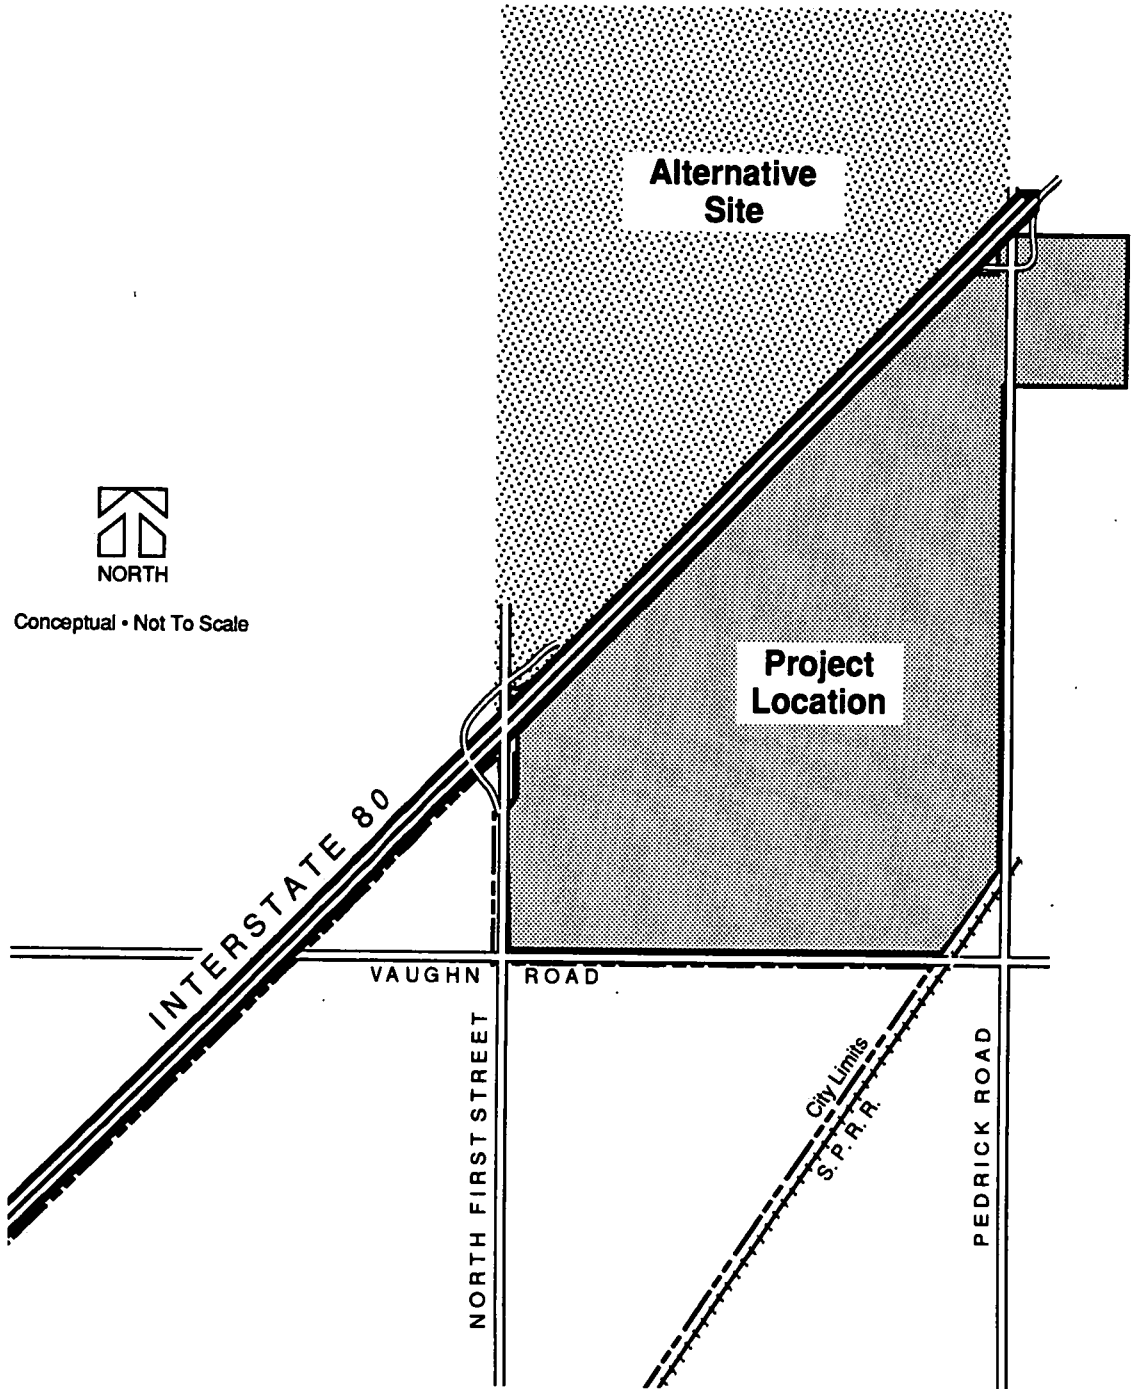 Alternative
Site
NORTH
Conceptual • Not To Scale
Project
Location
INTERSTATE 80
VAUGHN ROAD
NORTH FIRST STREET
City Limits
S. P. R. R.
PEDRICK ROAD